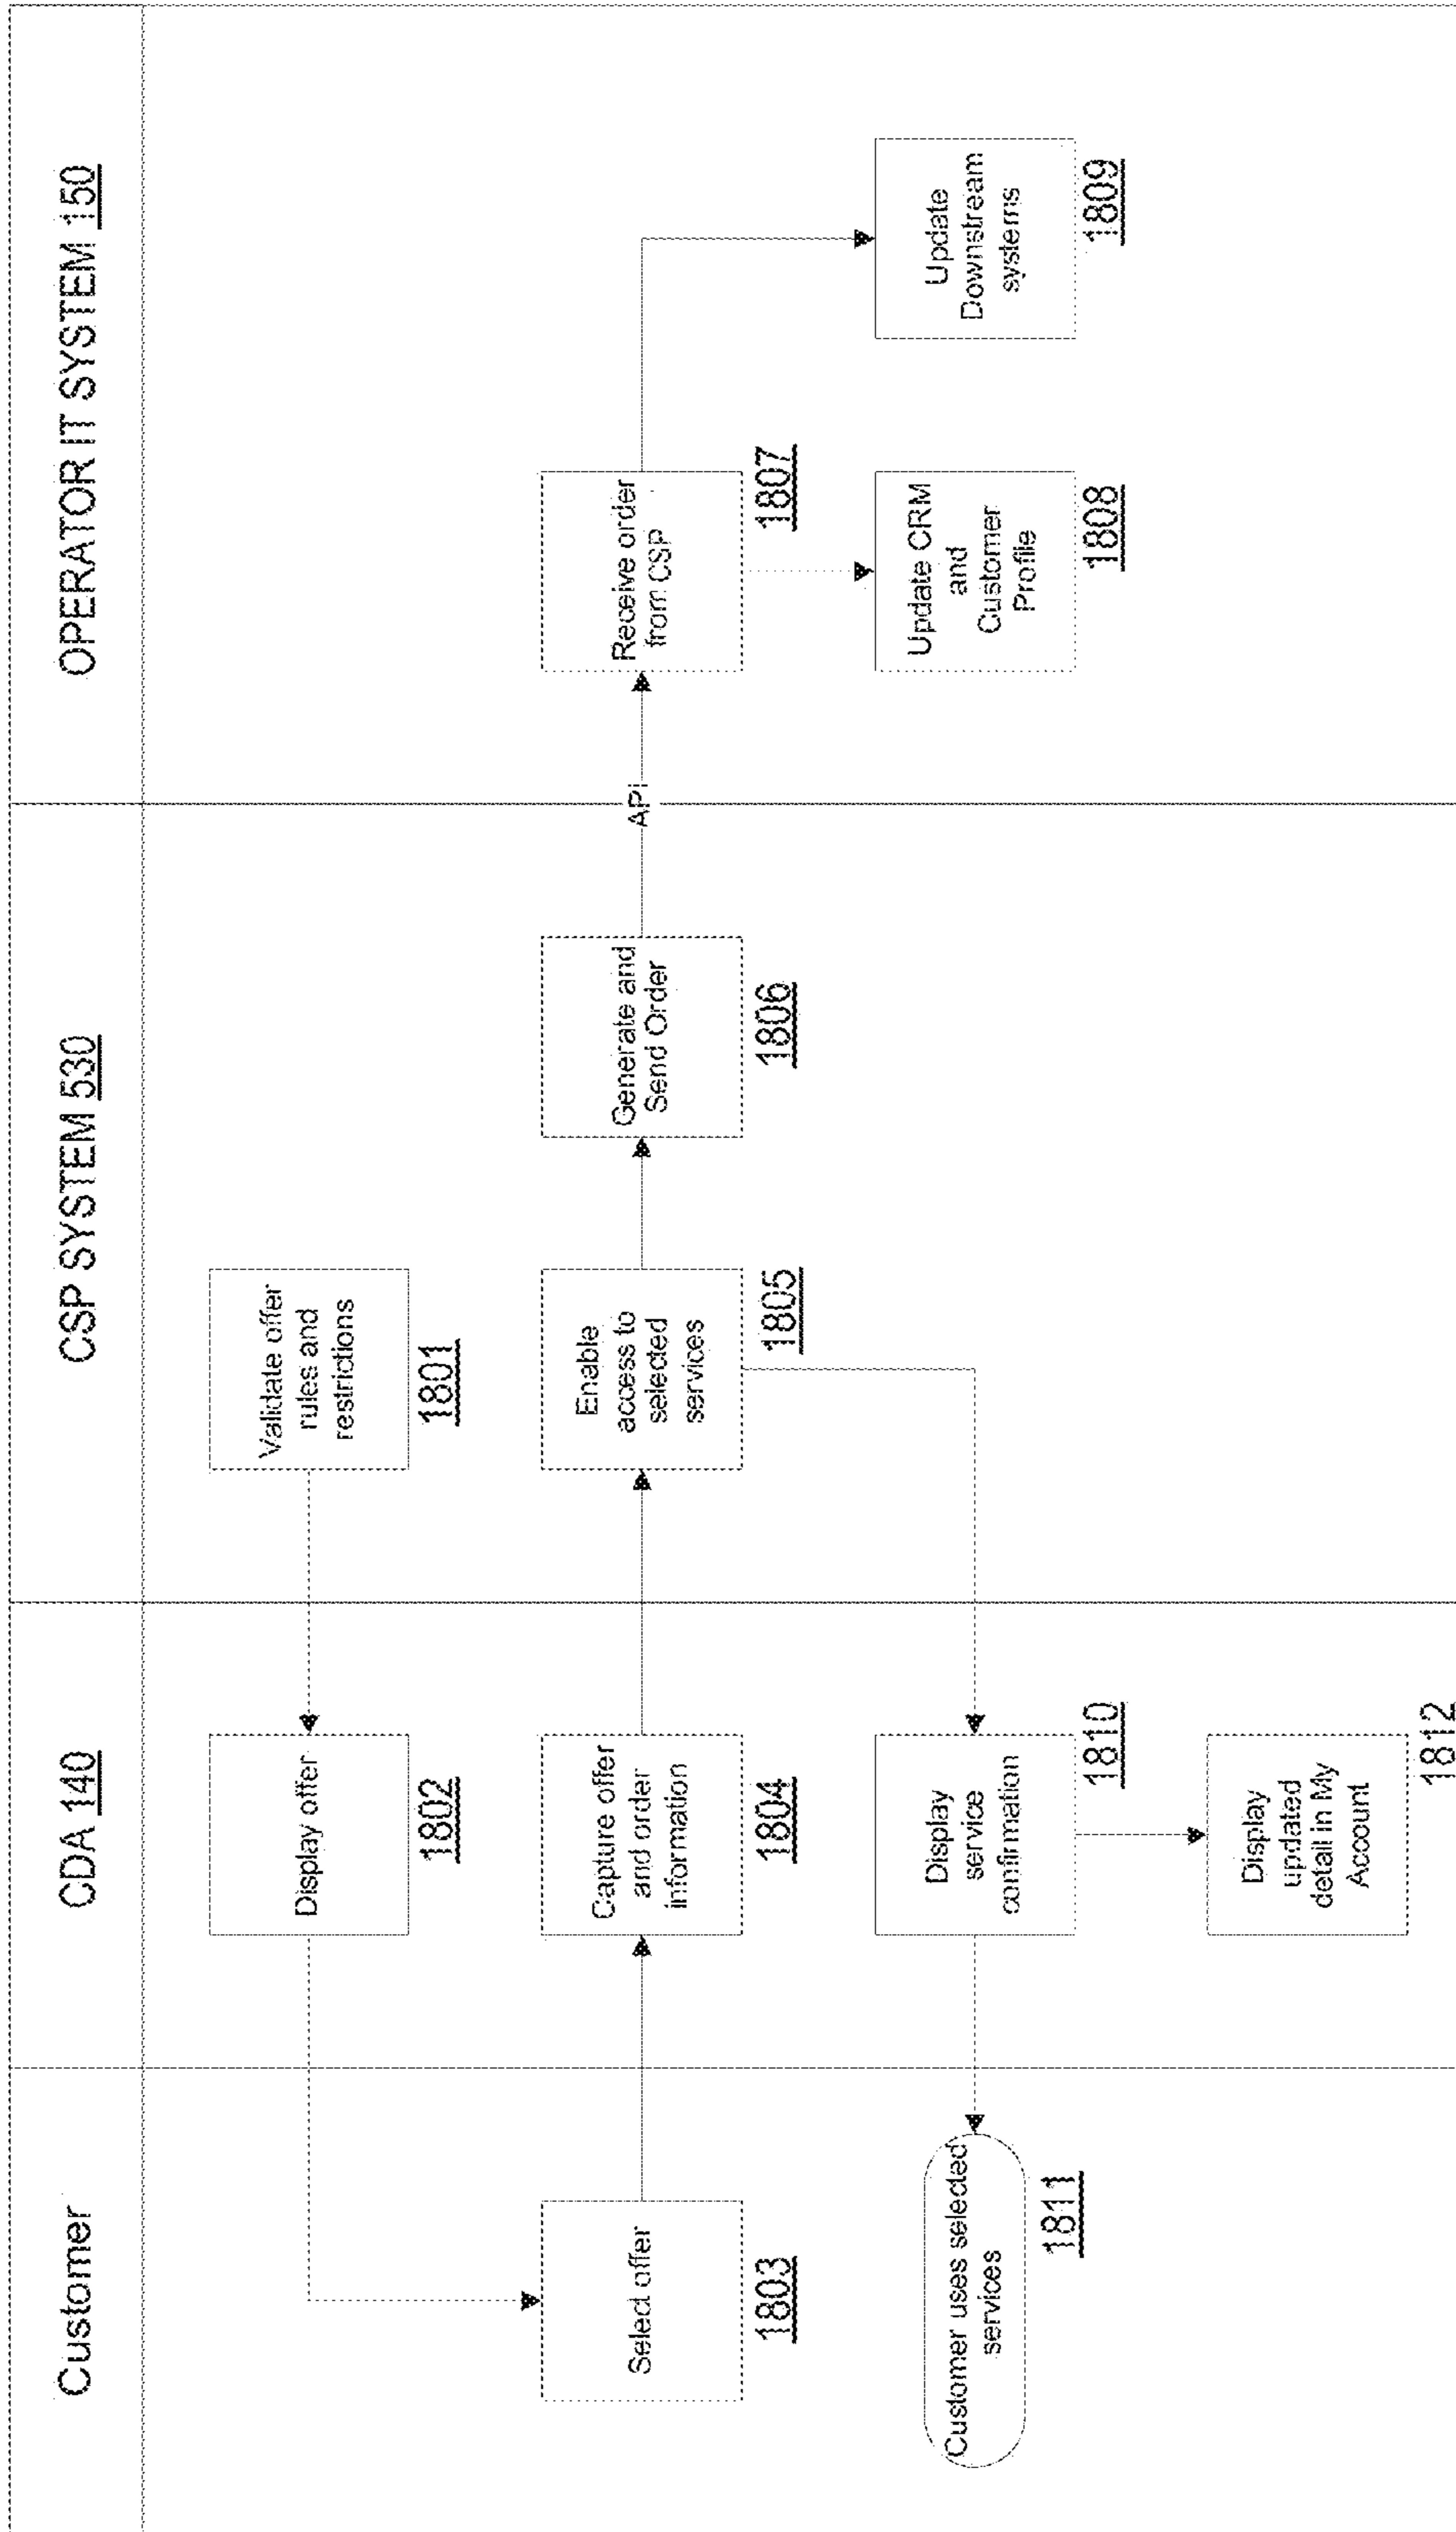 Customer
CDA 140
CSP SYSTEM 530
OPERATOR IT SYSTEM 150
Validate offer
rules and
restrictions
1801
Display offer
1802
Select offer
1803
Capture offer
and order
information
1804
Enable
access to
selected
services
1805
Generate and
Send Order
1806
API
Receive order
from CSP
1807
Update CRM
and
Customer
Profile
1808
Update
Downstream
systems
1809
Display
service
confirmation
1810
Customer uses selected
services
1811
Display
updated
detail in My
Account
1812